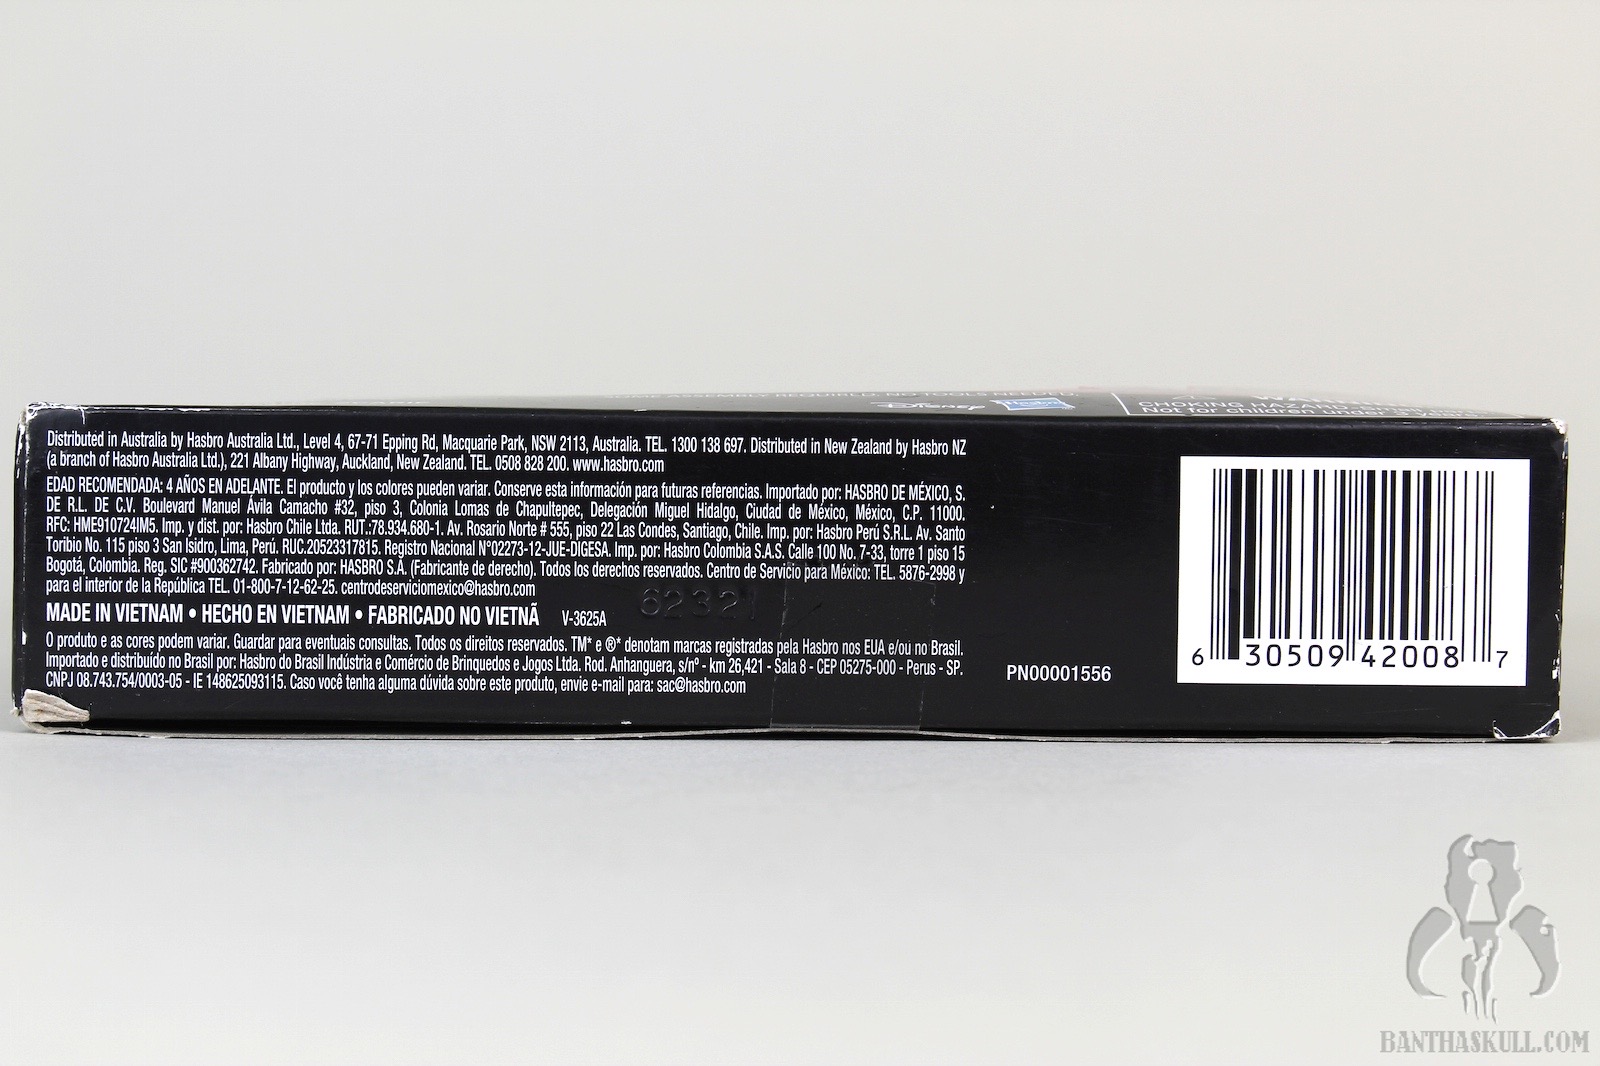 SOME ASSEMBLY REQUIRED. NO TOOLS NEEDED.
Disney Hasbro
WARNING:
CHOKING HAZARD
Not for children under 3 years.
Distributed in Australia by Hasbro Australia Ltd., Level 4, 67-71 Epping Rd, Macquarie Park, NSW 2113, Australia. TEL. 1300 138 697. Distributed in New Zealand by Hasbro NZ
(a branch of Hasbro Australia Ltd.), 221 Albany Highway, Auckland, New Zealand. TEL. 0508 828 200. www.hasbro.com
EDAD RECOMENDADA: 4 AÑOS EN ADELANTE. El producto y los colores pueden variar. Conserve esta información para futuras referencias. Importado por: HASBRO DE MÉXICO, S.
DE R.L. DE C.V. Boulevard Manuel Ávila Camacho #32, piso 3, Colonia Lomas de Chapultepec, Delegación Miguel Hidalgo, Ciudad de México, México, C.P. 11000.
RFC: HME910724IM5. Imp. y dist. por: Hasbro Chile Ltda. RUT.:78.934.680-1. Av. Rosario Norte # 555, piso 22 Las Condes, Santiago, Chile. Imp. por: Hasbro Perú S.R.L. Av. Santo
Toribio No. 115 piso 3 San Isidro, Lima, Perú. RUC.20523317815. Registro Nacional N°02273-12-JUE-DIGESA. Imp. por: Hasbro Colombia S.A.S. Calle 100 No. 7-33, torre 1 piso 15
Bogotá, Colombia. Reg. SIC #900362742. Fabricado por: HASBRO S.A. (Fabricante de derecho). Todos los derechos reservados. Centro de Servicio para México: TEL. 5876-2998 y
para el interior de la República TEL. 01-800-7-12-62-25. centrodeserviciomexico@hasbro.com
MADE IN VIETNAM • HECHO EN VIETNAM • FABRICADO NO VIETNÃ V-3625A
62321
O produto e as cores podem variar. Guardar para eventuais consultas. Todos os direitos reservados. TM* e ®* denotam marcas registradas pela Hasbro nos EUA e/ou no Brasil.
Importado e distribuído no Brasil por: Hasbro do Brasil Indústria e Comércio de Brinquedos e Jogos Ltda. Rod. Anhanguera, s/nº - km 26,421 - Sala 8 - CEP 05275-000 - Perus - SP.
CNPJ 08.743.754/0003-05 - IE 148625093115. Caso você tenha alguma dúvida sobre este produto, envie e-mail para: sac@hasbro.com
PN00001556
6 30509 42008 7
BANTHASKULL.COM